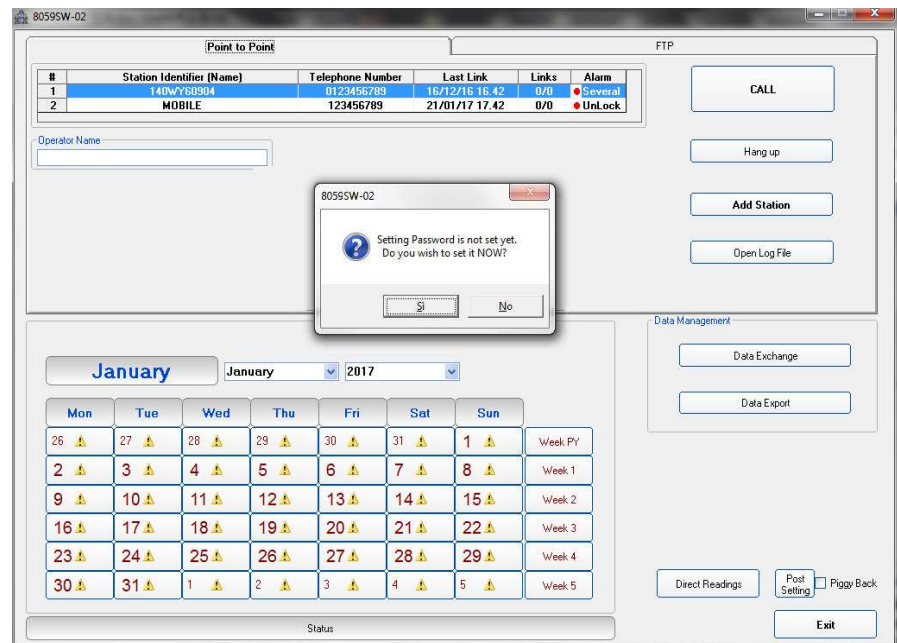 8059SW-02
Point to Point FTP
# Station Identifier (Name) Telephone Number Last Link Links Alarm
1 140WY60904 0123456789 16/12/16 16.42 0/0 Several
2 MOBILE 123456789 21/01/17 17.42 0/0 UnLock
CALL
Operator Name
Hang up
Add Station
Open Log File
8059SW-02
Setting Password is not set yet.
Do you wish to set it NOW?
Sì No
Data Management
Data Exchange
Data Export
January January 2017
Mon Tue Wed Thu Fri Sat Sun
26 27 28 29 30 31 1 Week PY
2 3 4 5 6 7 8 Week 1
9 10 11 12 13 14 15 Week 2
16 17 18 19 20 21 22 Week 3
23 24 25 26 27 28 29 Week 4
30 31 1 2 3 4 5 Week 5
Direct Readings
Post
Setting
Piggy Back
Status
Exit